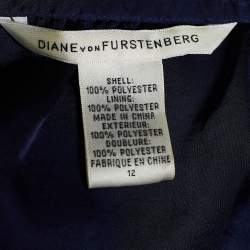 DIANE VON FURSTENBERG
SHELL:
100% POLYESTER
LINING:
100% POLYESTER
MADE IN CHINA
EXTERIEUR:
100% POLYESTER
DOUBLURE:
100% POLYESTER
FABRIQUE EN CHINE
12